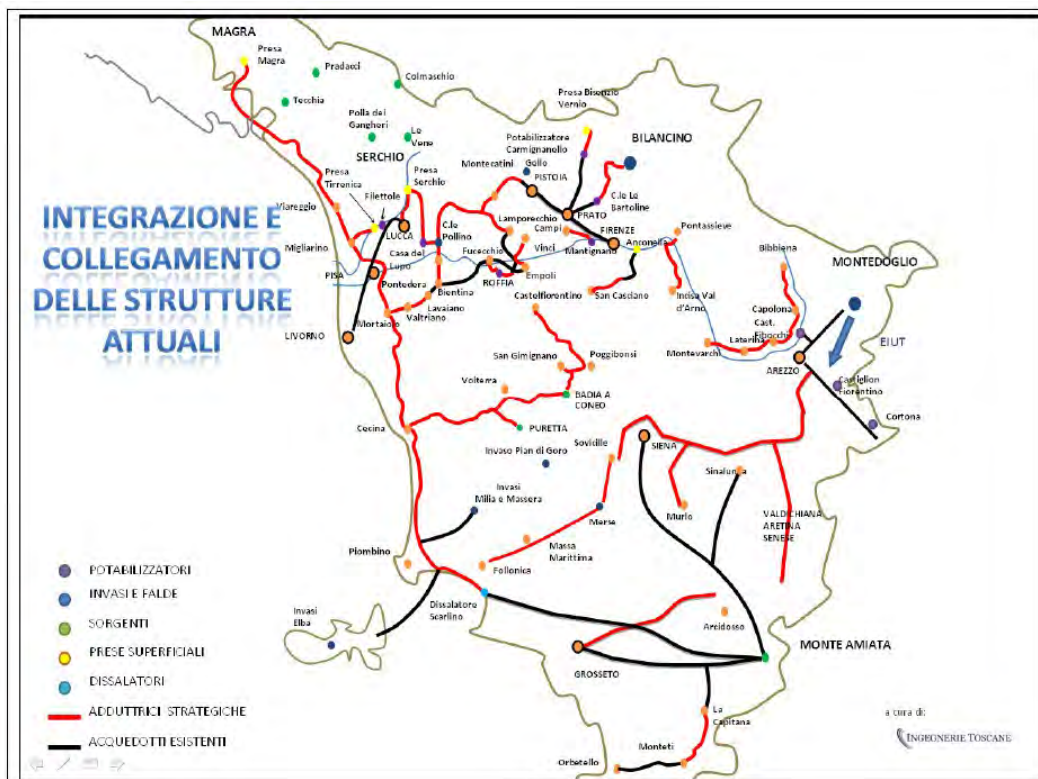 INTEGRAZIONE E
COLLEGAMENTO
DELLE STRUTTURE
ATTUALI
MAGRA
Presa
Magra
Pradacci
Colmaschio
Tecchia
Polla dei
Gangheri
Le
Vene
SERCHIO
Presa
Tirrenica
Filettole
Presa
Serchio
Viareggio
Migliarino
LUCCA
Casa del
Lupo
C.le
Pollino
PISA
Pontedera
Bientina
Lavaiano
Valtriano
Mortaiolo
LIVORNO
Presa Bisenzio
Vernio
Potabilizzatore
Carmignanello
Gello
BILANCINO
Montecatini
PISTOIA
PRATO
C.le Le
Bartoline
Lamporecchio
Campi
FIRENZE
Anconella
Mantignano
Vinci
Fucecchio
ROFFIA
Empoli
Pontassieve
Bibbiena
MONTEDOGLIO
Castelfiorentino
San Casciano
Incisa Val
d'Arno
Capolona
Cast.
Fibocchi
Laterina
Montevarchi
AREZZO
EIUT
Castiglion
Fiorentino
Cortona
San Gimignano
Poggibonsi
Volterra
BADIA A
CONEO
Cecina
PURETTA
Sovicille
SIENA
Invaso Pian di Goro
Sinalunga
Invasi
Milia e Massera
Merse
Murlo
VALDICHIANA
ARETINA
SENESE
Massa
Marittima
Piombino
Follonica
Invasi
Elba
Dissalatore
Scarlino
Arcidosso
MONTE AMIATA
GROSSETO
La
Capitana
Monteti
Orbetello
POTABILIZZATORI
INVASI E FALDE
SORGENTI
PRESE SUPERFICIALI
DISSALATORI
ADDUTTRICI STRATEGICHE
ACQUEDOTTI ESISTENTI
a cura di:
INGEGNERIE TOSCANE